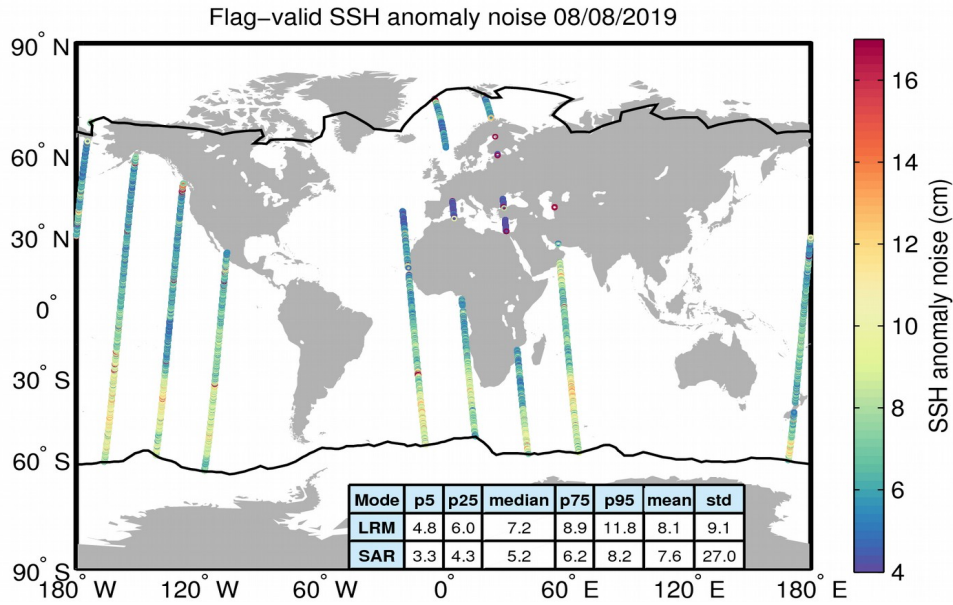 Flag−valid SSH anomaly noise 08/08/2019
90° N
60° N
30° N
0°
30° S
60° S
90° S
180° W
120° W
60° W
0°
60° E
120° E
180° E
Mode p5 p25 median p75 p95 mean std
LRM 4.8 6.0 7.2 8.9 11.8 8.1 9.1
SAR 3.3 4.3 5.2 6.2 8.2 7.6 27.0
16
14
12
10
8
6
4
SSH anomaly noise (cm)